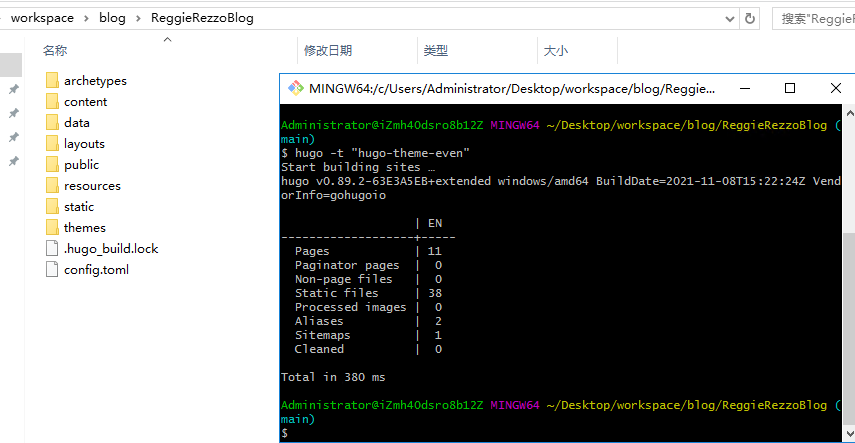 workspace > blog > ReggieRezzoBlog
搜索"ReggieR
名称 修改日期 类型 大小
archetypes
content
data
layouts
public
resources
static
themes
.hugo_build.lock
config.toml
MINGW64:/c/Users/Administrator/Desktop/workspace/blog/ReggieRezzoBlog...
Administrator@iZmh40dsro8b12Z MINGW64 ~/Desktop/workspace/blog/ReggieRezzoBlog (
main)
$ hugo -t "hugo-theme-even"
Start building sites …
hugo v0.89.2-63E3A5EB+extended windows/amd64 BuildDate=2021-11-08T15:22:24Z Vend
orInfo=gohugoio
| EN
-------------------+-----
Pages | 11
Paginator pages | 0
Non-page files | 0
Static files | 38
Processed images | 0
Aliases | 2
Sitemaps | 1
Cleaned | 0
Total in 380 ms
Administrator@iZmh40dsro8b12Z MINGW64 ~/Desktop/workspace/blog/ReggieRezzoBlog (
main)
$